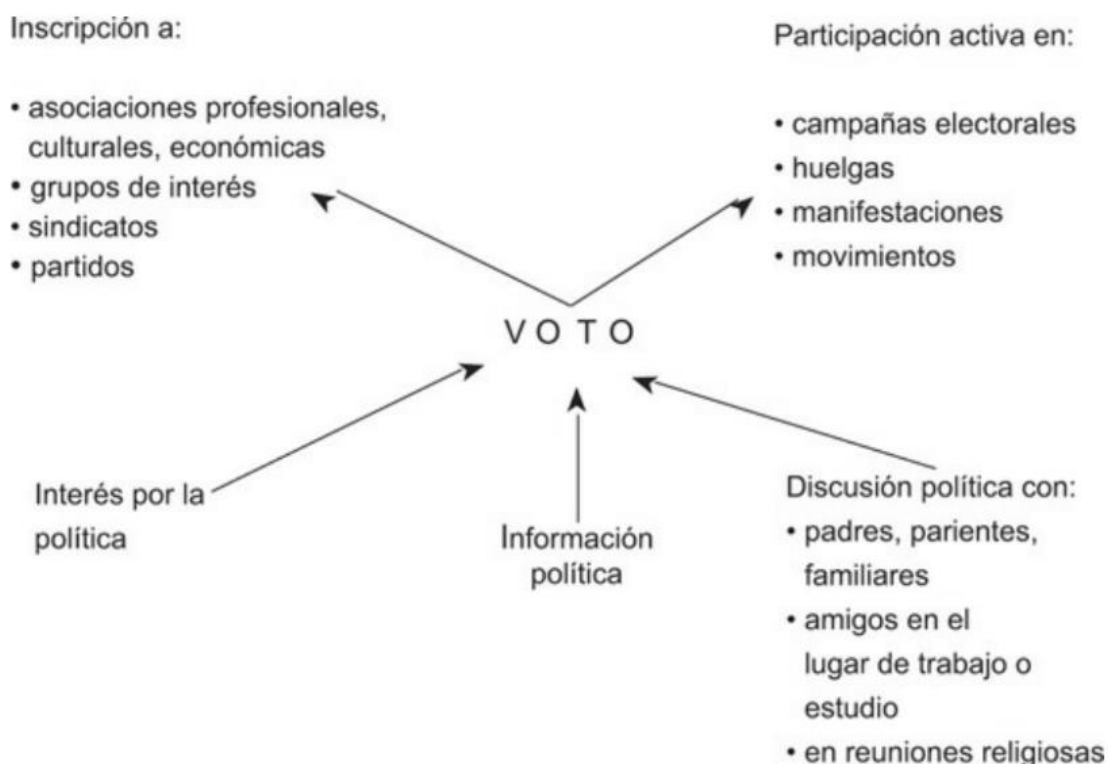 Inscripción a:
• asociaciones profesionales,
culturales, económicas
• grupos de interés
• sindicatos
• partidos
Participación activa en:
• campañas electorales
• huelgas
• manifestaciones
• movimientos
V O T O
Interés por la
política
Información
política
Discusión política con:
• padres, parientes,
familiares
• amigos en el
lugar de trabajo o
estudio
• en reuniones religiosas